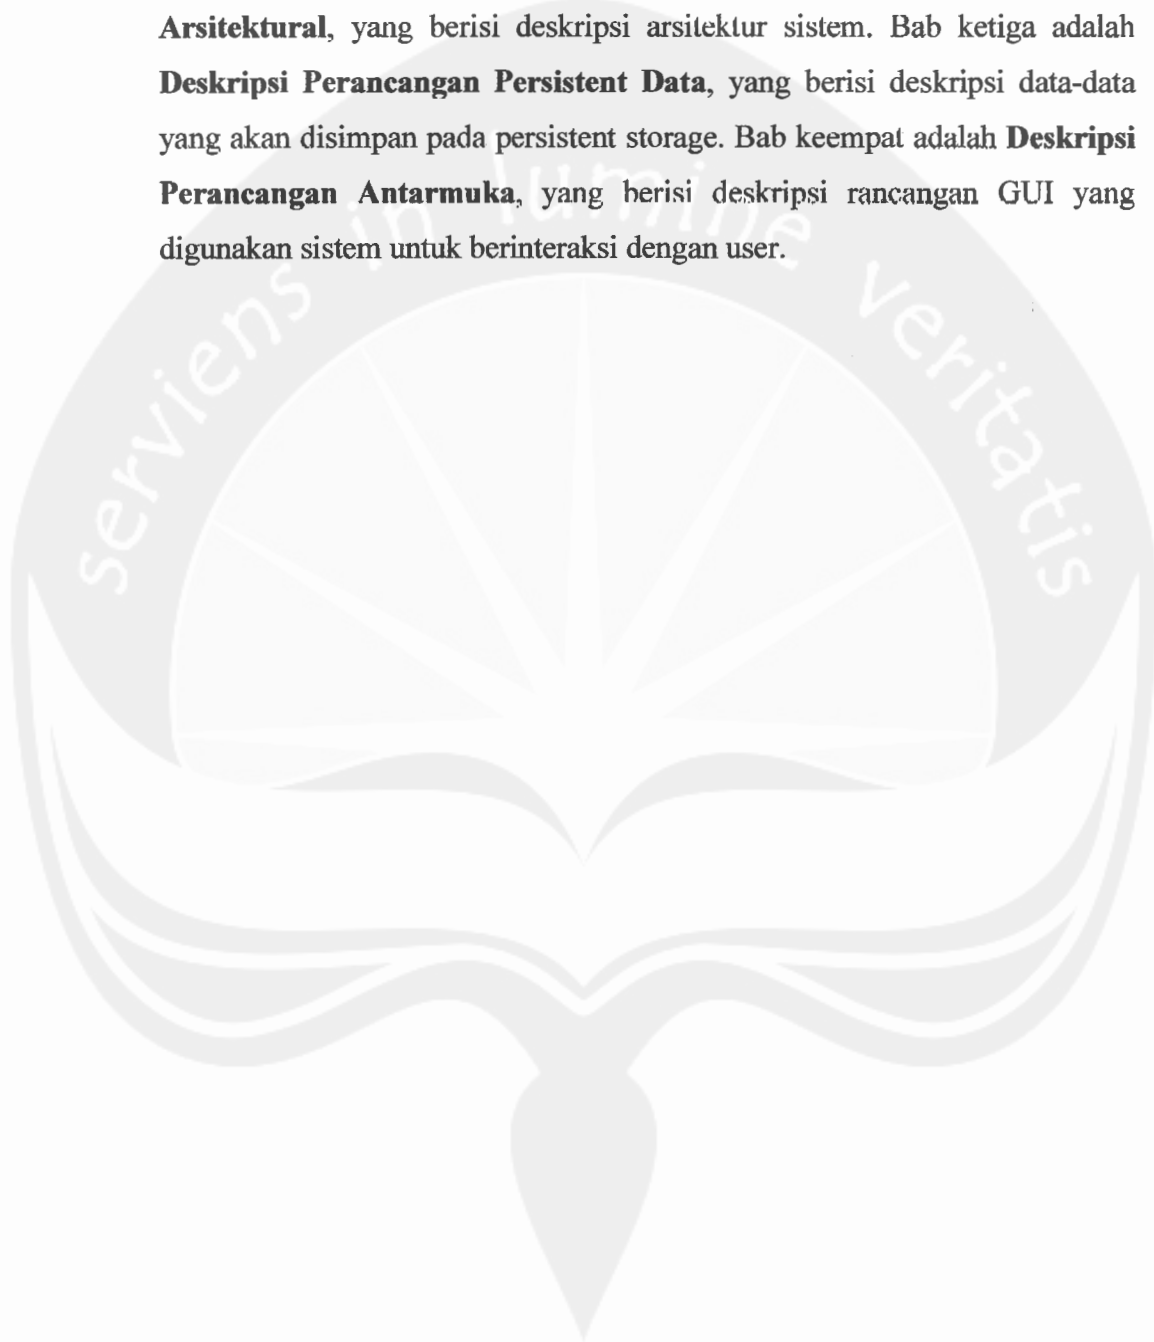 Arsitektural, yang berisi deskripsi arsitektur sistem. Bab ketiga adalah
Deskripsi Perancangan Persistent Data, yang berisi deskripsi data-data
yang akan disimpan pada persistent storage. Bab keempat adalah Deskripsi
Perancangan Antarmuka, yang berisi deskripsi rancangan GUI yang
digunakan sistem untuk berinteraksi dengan user.
serviens in lumine veritatis